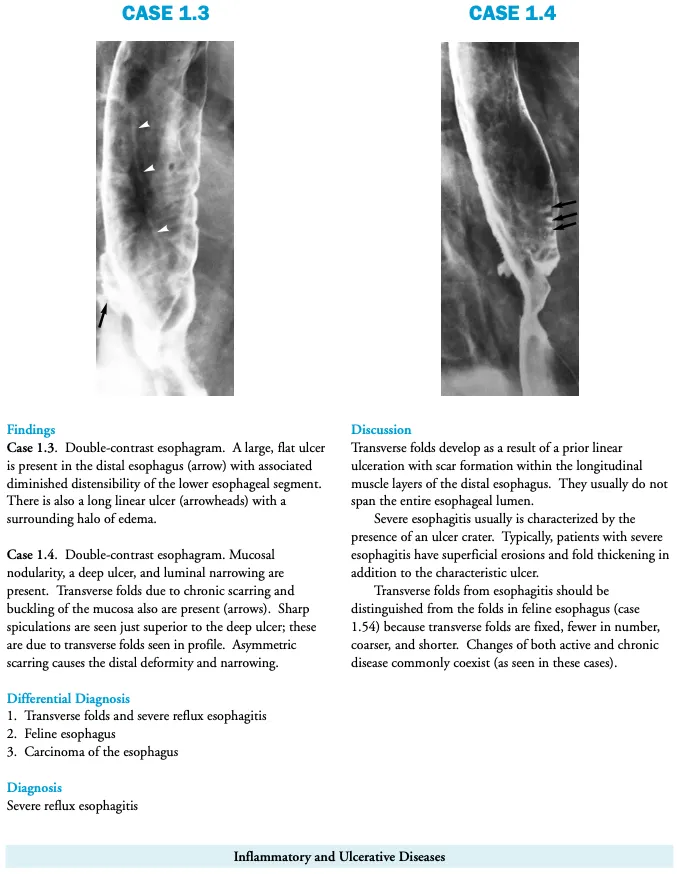 CASE 1.3
CASE 1.4
Findings
Case 1.3. Double-contrast esophagram. A large, flat ulcer
is present in the distal esophagus (arrow) with associated
diminished distensibility of the lower esophageal segment.
There is also a long linear ulcer (arrowheads) with a
surrounding halo of edema.
Case 1.4. Double-contrast esophagram. Mucosal
nodularity, a deep ulcer, and luminal narrowing are
present. Transverse folds due to chronic scarring and
buckling of the mucosa also are present (arrows). Sharp
spiculations are seen just superior to the deep ulcer; these
are due to transverse folds seen in profile. Asymmetric
scarring causes the distal deformity and narrowing.
Differential Diagnosis
1. Transverse folds and severe reflux esophagitis
2. Feline esophagus
3. Carcinoma of the esophagus
Diagnosis
Severe reflux esophagitis
Discussion
Transverse folds develop as a result of a prior linear
ulceration with scar formation within the longitudinal
muscle layers of the distal esophagus. They usually do not
span the entire esophageal lumen.
Severe esophagitis usually is characterized by the
presence of an ulcer crater. Typically, patients with severe
esophagitis have superficial erosions and fold thickening in
addition to the characteristic ulcer.
Transverse folds from esophagitis should be
distinguished from the folds in feline esophagus (case
1.54) because transverse folds are fixed, fewer in number,
coarser, and shorter. Changes of both active and chronic
disease commonly coexist (as seen in these cases).
Inflammatory and Ulcerative Diseases